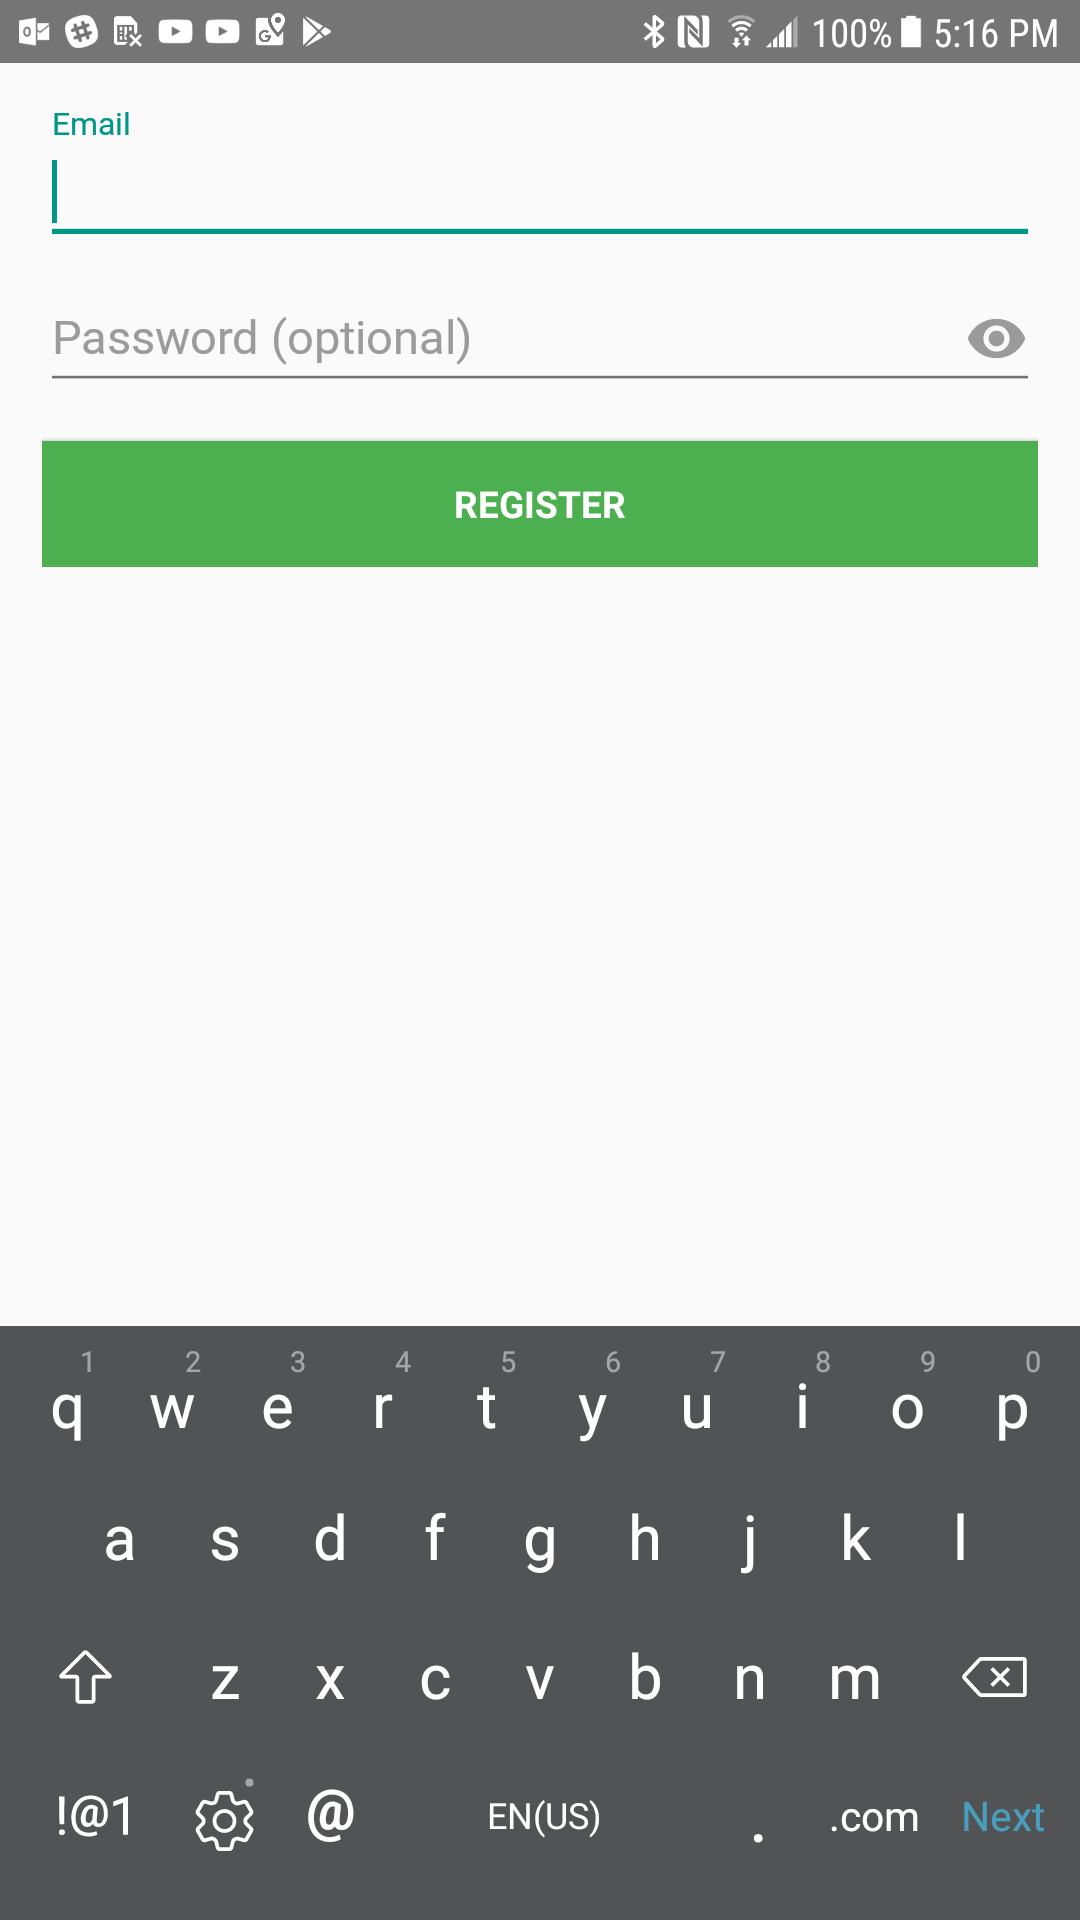 100% 5:16 PM
Email
Password (optional)
REGISTER
1 2 3 4 5 6 7 8 9 0
q w e r t y u i o p
a s d f g h j k l
z x c v b n m
!@1 @ EN(US) . .com Next